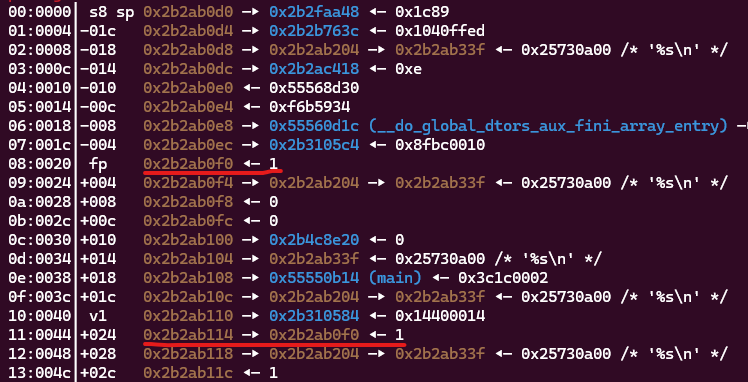 00:0000│ s8 sp 0x2b2ab0d0 —▸ 0x2b2faa48 ◂— 0x1c89
01:0004│-01c   0x2b2ab0d4 —▸ 0x2b2b763c ◂— 0x1040ffed
02:0008│-018   0x2b2ab0d8 —▸ 0x2b2ab204 —▸ 0x2b2ab33f ◂— 0x25730a00 /* '%s\n' */
03:000c│-014   0x2b2ab0dc —▸ 0x2b2ac418 ◂— 0xe
04:0010│-010   0x2b2ab0e0 ◂— 0x55568d30
05:0014│-00c   0x2b2ab0e4 ◂— 0xf6b5934
06:0018│-008   0x2b2ab0e8 —▸ 0x55560d1c (__do_global_dtors_aux_fini_array_entry) —
07:001c│-004   0x2b2ab0ec —▸ 0x2b3105c4 ◂— 0x8fbc0010
08:0020│ fp    0x2b2ab0f0 ◂— 1
09:0024│+004   0x2b2ab0f4 —▸ 0x2b2ab204 —▸ 0x2b2ab33f ◂— 0x25730a00 /* '%s\n' */
0a:0028│+008   0x2b2ab0f8 ◂— 0
0b:002c│+00c   0x2b2ab0fc ◂— 0
0c:0030│+010   0x2b2ab100 —▸ 0x2b4c8e20 ◂— 0
0d:0034│+014   0x2b2ab104 —▸ 0x2b2ab33f ◂— 0x25730a00 /* '%s\n' */
0e:0038│+018   0x2b2ab108 —▸ 0x55550b14 (main) ◂— 0x3c1c0002
0f:003c│+01c   0x2b2ab10c —▸ 0x2b2ab204 —▸ 0x2b2ab33f ◂— 0x25730a00 /* '%s\n' */
10:0040│ v1    0x2b2ab110 —▸ 0x2b310584 ◂— 0x14400014
11:0044│+024   0x2b2ab114 —▸ 0x2b2ab0f0 ◂— 1
12:0048│+028   0x2b2ab118 —▸ 0x2b2ab204 —▸ 0x2b2ab33f ◂— 0x25730a00 /* '%s\n' */
13:004c│+02c   0x2b2ab11c ◂— 1